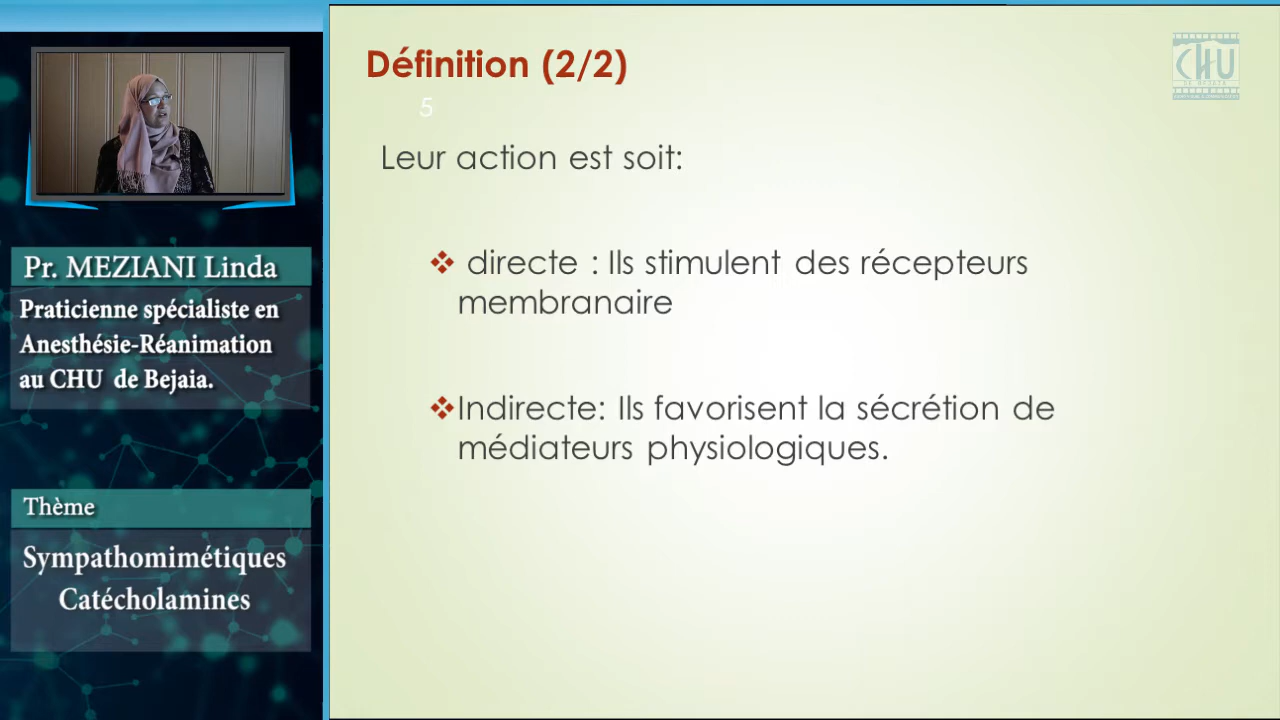 Pr. MEZIANI Linda
Praticienne spécialiste en
Anesthésie-Réanimation
au CHU de Bejaia.
Thème
Sympathomimétiques
Catécholamines
Définition (2/2)
5
CHU
Leur action est soit:
❖ directe : Ils stimulent des récepteurs
membranaire
❖Indirecte: Ils favorisent la sécrétion de
médiateurs physiologiques.